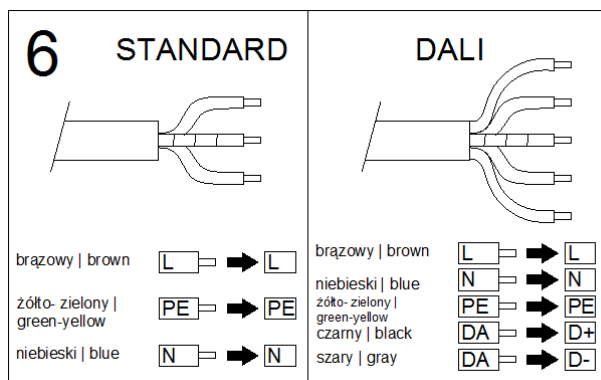 6 STANDARD
brązowy | brown L L
żółto- zielony |
green-yellow PE PE
niebieski | blue N N
DALI
brązowy | brown L L
niebieski | blue N N
żółto- zielony |
green-yellow PE PE
czarny | black DA D+
szary | gray DA D-